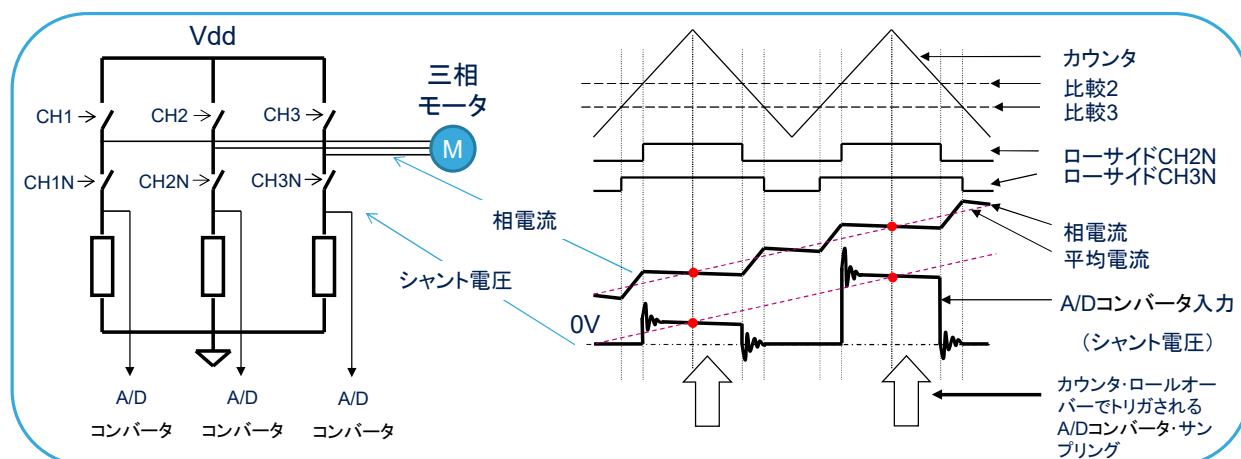 Vdd
CH1
CH2
CH3
三相
モータ
M
CH1N
CH2N
CH3N
相電流
シャント電圧
A/D
コンバータ
A/D
コンバータ
A/D
コンバータ
カウンタ
比較2
比較3
ローサイドCH2N
ローサイドCH3N
相電流
平均電流
0V
A/Dコンバータ入力
（シャント電圧）
カウンタ・ロールオー
バーでトリガされる
A/Dコンバータ・サン
プリング